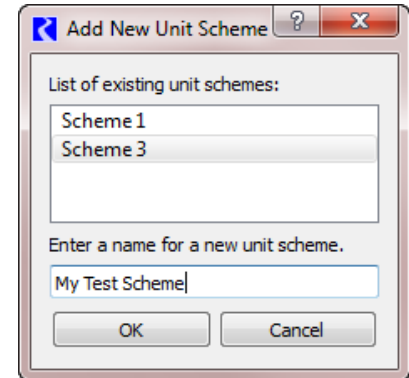 Add New Unit Scheme ? X
List of existing unit schemes:
Scheme 1
Scheme 3
Enter a name for a new unit scheme.
My Test Scheme
OK Cancel